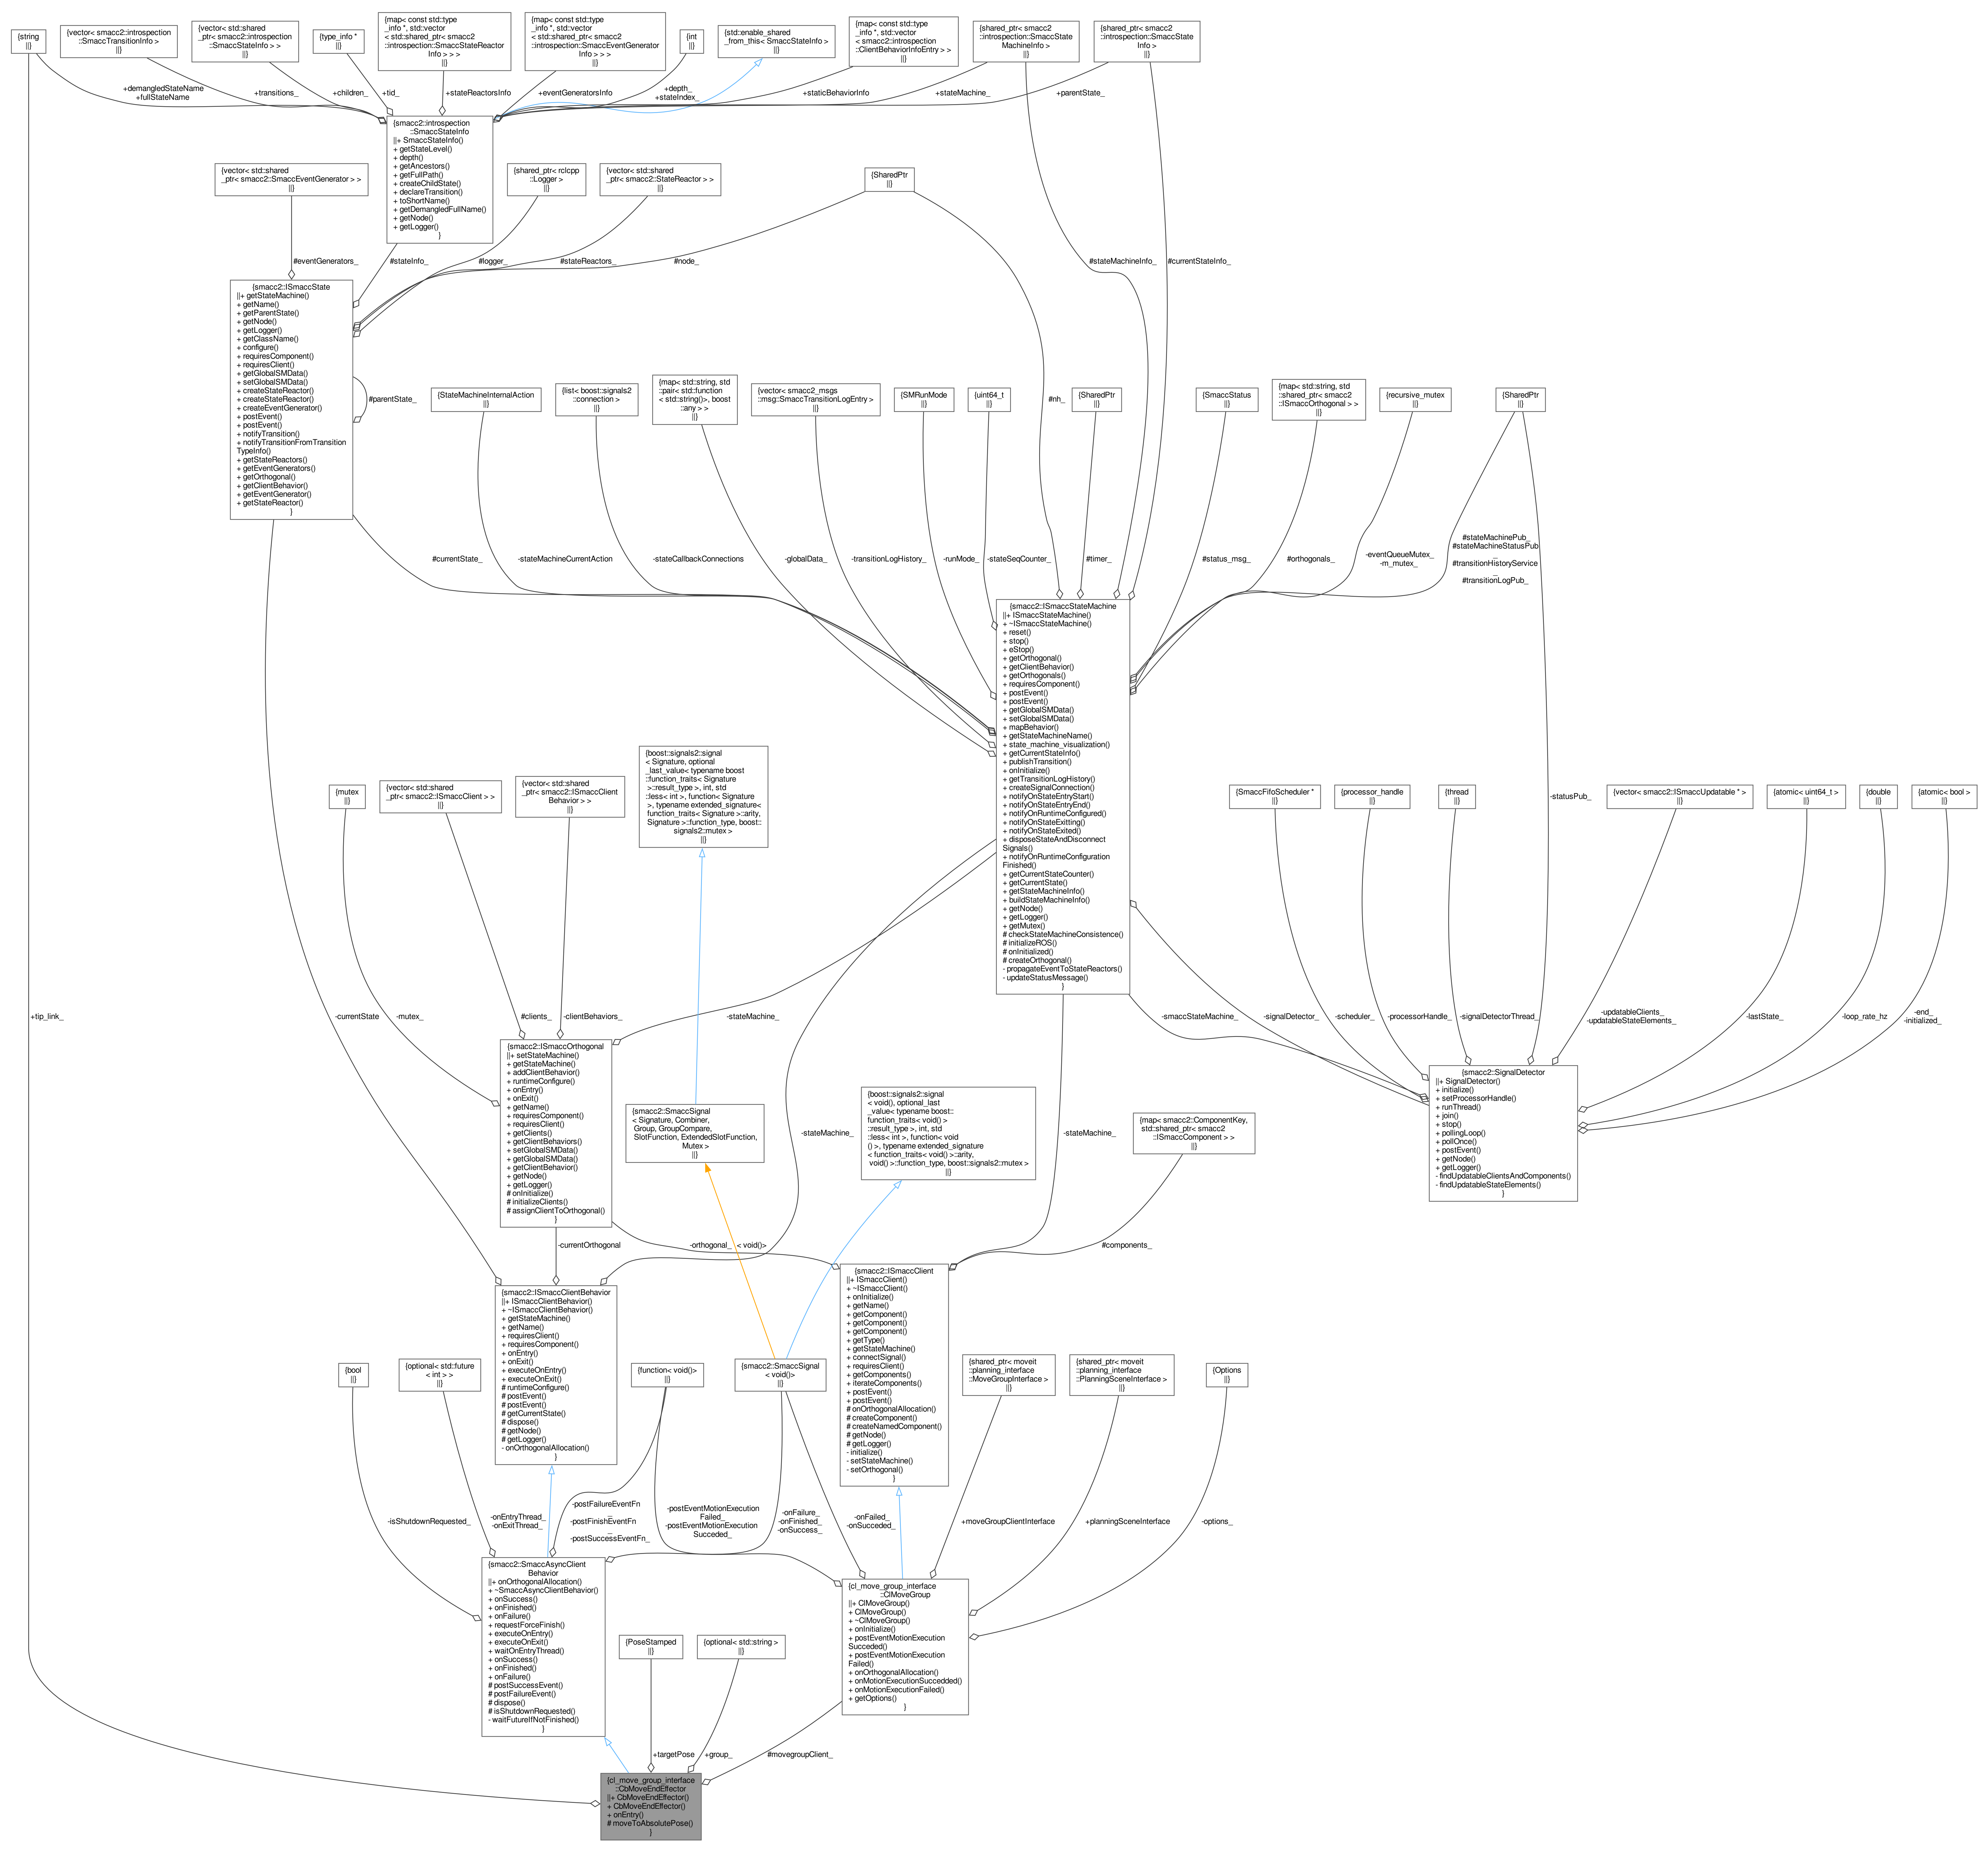 {string
||}
{vector< smacc2::introspection
::SmaccTransitionInfo >
||}
{vector< std::shared
_ptr< smacc2::introspection
::SmaccStateInfo > >
||}
{type_info *
||}
{map< const std::type
_info *, std::vector
< std::shared_ptr< smacc2
::introspection::SmaccStateReactor
Info > > >
||}
{map< const std::type
_info *, std::vector
< std::shared_ptr< smacc2
::introspection::SmaccEventGenerator
Info > > >
||}
{int
||}
{std::enable_shared
_from_this< SmaccStateInfo >
||}
{map< const std::type
_info *, std::vector
< smacc2::introspection
::ClientBehaviorInfoEntry > >
||}
{shared_ptr< smacc2
::introspection::SmaccState
MachineInfo >
||}
{shared_ptr< smacc2
::introspection::SmaccState
Info >
||}
+demangledStateName
+fullStateName
+transitions_
+children_
+tid_
+stateReactorsInfo
+eventGeneratorsInfo
+depth_
+stateIndex_
+staticBehaviorInfo
+stateMachine_
+parentState_
{smacc2::introspection
::SmaccStateInfo
||+ SmaccStateInfo()
+ getStateLevel()
+ depth()
+ getAncestors()
+ getFullPath()
+ createChildState()
+ declareTransition()
+ toShortName()
+ getDemangledFullName()
+ getNode()
+ getLogger()
}
{vector< std::shared
_ptr< smacc2::SmaccEventGenerator > >
||}
{shared_ptr< rclcpp
::Logger >
||}
{vector< std::shared
_ptr< smacc2::StateReactor > >
||}
{SharedPtr
||}
#eventGenerators_
#stateInfo_
#logger_
#stateReactors_
#node_
#stateMachineInfo_
#currentStateInfo_
{smacc2::ISmaccState
||+ getStateMachine()
+ getName()
+ getParentState()
+ getNode()
+ getLogger()
+ getClassName()
+ configure()
+ requiresComponent()
+ requiresClient()
+ getGlobalSMData()
+ setGlobalSMData()
+ createStateReactor()
+ createStateReactor()
+ createEventGenerator()
+ postEvent()
+ postEvent()
+ notifyTransition()
+ notifyTransitionFromTransition
TypeInfo()
+ getStateReactors()
+ getEventGenerators()
+ getOrthogonal()
+ getClientBehavior()
+ getEventGenerator()
+ getStateReactor()
}
#parentState_
{StateMachineInternalAction
||}
{list< boost::signals2
::connection >
||}
{map< std::string, std
::pair< std::function
< std::string()>, boost
::any > >
||}
{vector< smacc2_msgs
::msg::SmaccTransitionLogEntry >
||}
{SMRunMode
||}
{uint64_t
||}
#nh_
{SharedPtr
||}
{SmaccStatus
||}
{map< std::string, std
::shared_ptr< smacc2
::ISmaccOrthogonal > >
||}
{recursive_mutex
||}
{SharedPtr
||}
#currentState_
-stateMachineCurrentAction
-stateCallbackConnections
-globalData_
-transitionLogHistory_
-runMode_
-stateSeqCounter_
#timer_
#status_msg_
#orthogonals_
-eventQueueMutex_
-m_mutex_
#stateMachinePub_
#stateMachineStatusPub
_
#transitionHistoryService
_
#transitionLogPub_
{smacc2::ISmaccStateMachine
||+ ISmaccStateMachine()
+ ~ISmaccStateMachine()
+ reset()
+ stop()
+ eStop()
+ getOrthogonal()
+ getClientBehavior()
+ getOrthogonals()
+ requiresComponent()
+ postEvent()
+ postEvent()
+ getGlobalSMData()
+ setGlobalSMData()
+ mapBehavior()
+ getStateMachineName()
+ state_machine_visualization()
+ getCurrentStateInfo()
+ publishTransition()
+ onInitialize()
+ getTransitionLogHistory()
+ createSignalConnection()
+ notifyOnStateEntryStart()
+ notifyOnStateEntryEnd()
+ notifyOnRuntimeConfigured()
+ notifyOnStateExitting()
+ notifyOnStateExited()
+ disposeStateAndDisconnect
Signals()
+ notifyOnRuntimeConfiguration
Finished()
+ getCurrentStateCounter()
+ getCurrentState()
+ getStateMachineInfo()
+ buildStateMachineInfo()
+ getNode()
+ getLogger()
+ getMutex()
# checkStateMachineConsistence()
# initializeROS()
# onInitialized()
# createOrthogonal()
- propagateEventToStateReactors()
- updateStatusMessage()
}
{mutex
||}
{vector< std::shared
_ptr< smacc2::ISmaccClient > >
||}
{vector< std::shared
_ptr< smacc2::ISmaccClient
Behavior > >
||}
{boost::signals2::signal
< Signature, optional
_last_value< typename boost
::function_traits< Signature
>::result_type >, int, std
::less< int >, function< Signature
>, typename extended_signature<
function_traits< Signature >::arity,
Signature >::function_type, boost::
signals2::mutex >
||}
{SmaccFifoScheduler *
||}
{processor_handle
||}
{thread
||}
-statusPub_
{vector< smacc2::ISmaccUpdatable * >
||}
{atomic< uint64_t >
||}
{double
||}
{atomic< bool >
||}
+tip_link_
-currentState
-mutex_
#clients_
-clientBehaviors_
-stateMachine_
-smaccStateMachine_
-signalDetector_
-scheduler_
-processorHandle_
-signalDetectorThread_
-updatableClients_
-updatableStateElements_
-lastState_
-loop_rate_hz
-end_
-initialized_
{smacc2::ISmaccOrthogonal
||+ setStateMachine()
+ getStateMachine()
+ addClientBehavior()
+ runtimeConfigure()
+ onEntry()
+ onExit()
+ getName()
+ requiresComponent()
+ requiresClient()
+ getClients()
+ getClientBehaviors()
+ setGlobalSMData()
+ getGlobalSMData()
+ getClientBehavior()
+ getNode()
+ getLogger()
# onInitialize()
# initializeClients()
# assignClientToOrthogonal()
}
{smacc2::SmaccSignal
< Signature, Combiner,
Group, GroupCompare,
SlotFunction, ExtendedSlotFunction,
Mutex >
||}
{boost::signals2::signal
< void(), optional_last
_value< typename boost::
function_traits< void() >
::result_type >, int, std
::less< int >, function< void
() >, typename extended_signature
< function_traits< void() >::arity,
void() >::function_type, boost::signals2::mutex >
||}
-stateMachine_
-stateMachine_
{map< smacc2::ComponentKey,
std::shared_ptr< smacc2
::ISmaccComponent > >
||}
{smacc2::SignalDetector
||+ SignalDetector()
+ initialize()
+ setProcessorHandle()
+ runThread()
+ join()
+ stop()
+ pollingLoop()
+ pollOnce()
+ postEvent()
+ getNode()
+ getLogger()
- findUpdatableClientsAndComponents()
- findUpdatableStateElements()
}
-currentOrthogonal
-orthogonal_
< void()>
#components_
{smacc2::ISmaccClientBehavior
||+ ISmaccClientBehavior()
+ ~ISmaccClientBehavior()
+ getStateMachine()
+ getName()
+ requiresClient()
+ requiresComponent()
+ onEntry()
+ onExit()
+ executeOnEntry()
+ executeOnExit()
# runtimeConfigure()
# postEvent()
# postEvent()
# getCurrentState()
# dispose()
# getNode()
# getLogger()
- onOrthogonalAllocation()
}
{smacc2::ISmaccClient
||+ ISmaccClient()
+ ~ISmaccClient()
+ onInitialize()
+ getName()
+ getComponent()
+ getComponent()
+ getComponent()
+ getType()
+ getStateMachine()
+ connectSignal()
+ requiresClient()
+ getComponents()
+ iterateComponents()
+ postEvent()
+ postEvent()
# onOrthogonalAllocation()
# createComponent()
# createNamedComponent()
# getNode()
# getLogger()
- initialize()
- setStateMachine()
- setOrthogonal()
}
{bool
||}
{optional< std::future
< int > >
||}
{function< void()>
||}
{smacc2::SmaccSignal
< void()>
||}
{shared_ptr< moveit
::planning_interface
::MoveGroupInterface >
||}
{shared_ptr< moveit
::planning_interface
::PlanningSceneInterface >
||}
{Options
||}
-isShutdownRequested_
-onEntryThread_
-onExitThread_
-postFailureEventFn
_
-postFinishEventFn
_
-postSuccessEventFn_
-postEventMotionExecution
Failed_
-postEventMotionExecution
Succeded_
-onFailure_
-onFinished_
-onSuccess_
-onFailed_
-onSucceded_
+moveGroupClientInterface
+planningSceneInterface
-options_
{smacc2::SmaccAsyncClient
Behavior
||+ onOrthogonalAllocation()
+ ~SmaccAsyncClientBehavior()
+ onSuccess()
+ onFinished()
+ onFailure()
+ requestForceFinish()
+ executeOnEntry()
+ executeOnExit()
+ waitOnEntryThread()
+ onSuccess()
+ onFinished()
+ onFailure()
# postSuccessEvent()
# postFailureEvent()
# dispose()
# isShutdownRequested()
- waitFutureIfNotFinished()
}
{cl_move_group_interface
::ClMoveGroup
||+ ClMoveGroup()
+ ClMoveGroup()
+ ~ClMoveGroup()
+ onInitialize()
+ postEventMotionExecution
Succeded()
+ postEventMotionExecution
Failed()
+ onOrthogonalAllocation()
+ onMotionExecutionSuccedded()
+ onMotionExecutionFailed()
+ getOptions()
}
{PoseStamped
||}
{optional< std::string >
||}
+targetPose
+group_
#movegroupClient_
{cl_move_group_interface
::CbMoveEndEffector
||+ CbMoveEndEffector()
+ CbMoveEndEffector()
+ onEntry()
# moveToAbsolutePose()
}